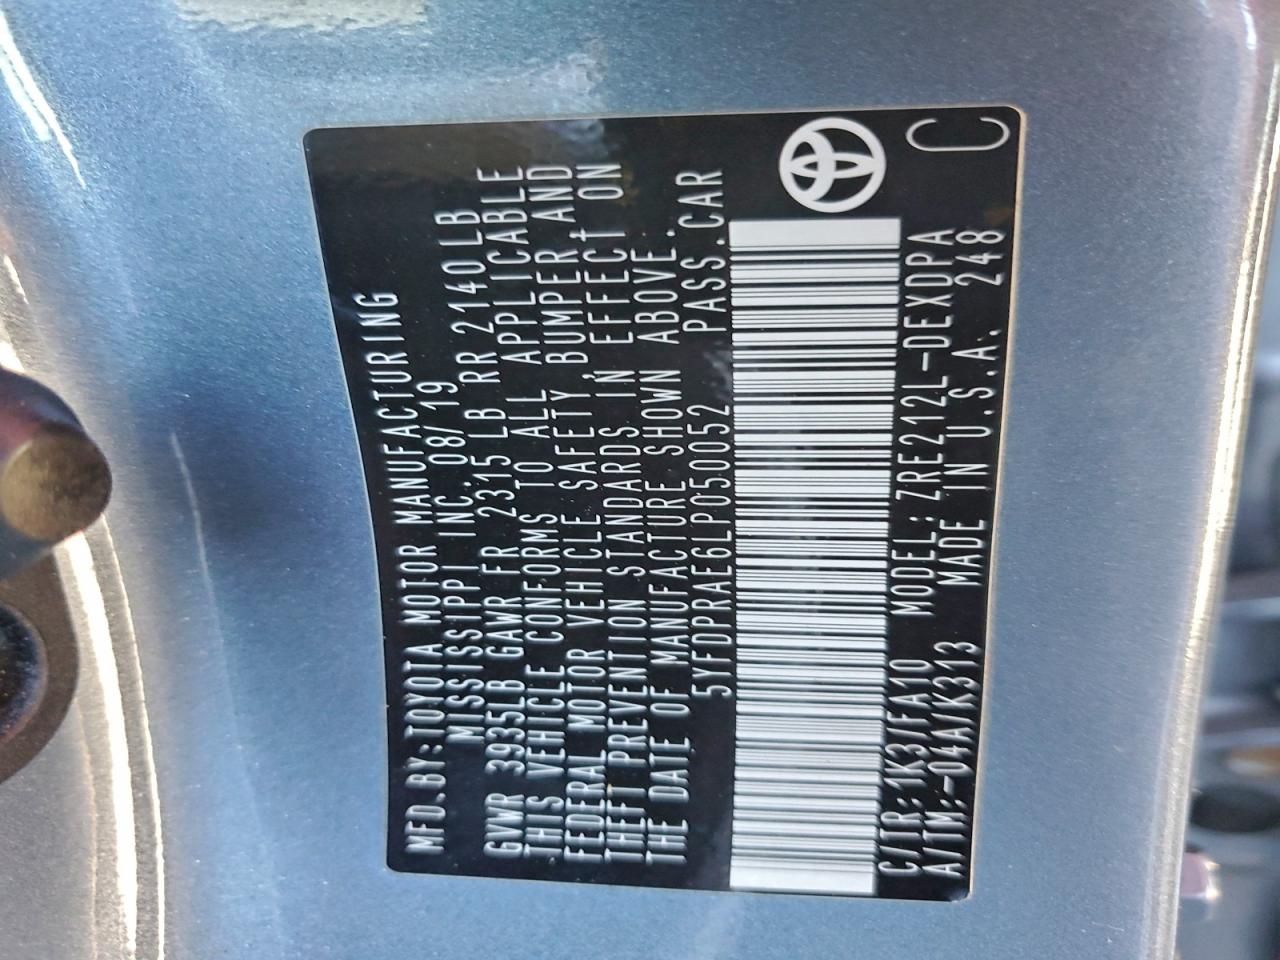 MFD.BY:TOYOTA MOTOR MANUFACTURING
MISSISSIPPI INC. 08/19
GVWR 3935LB GAWR FR 2315 LB RR 2140LB
THIS VEHICLE CONFORMS TO ALL APPLICABLE
FEDERAL MOTOR VEHICLE SAFETY, BUMPER, AND
THEFT PREVENTION STANDARDS IN EFFECT ON
THE DATE OF MANUFACTURE SHOWN ABOVE.
5YFDPRAE6LP050052 PASS.CAR
C/TR:1K3/FA10 MODEL:ZRE212L-DEXDPA
A/TM:-04A/K313 MADE IN U.S.A. 248
C